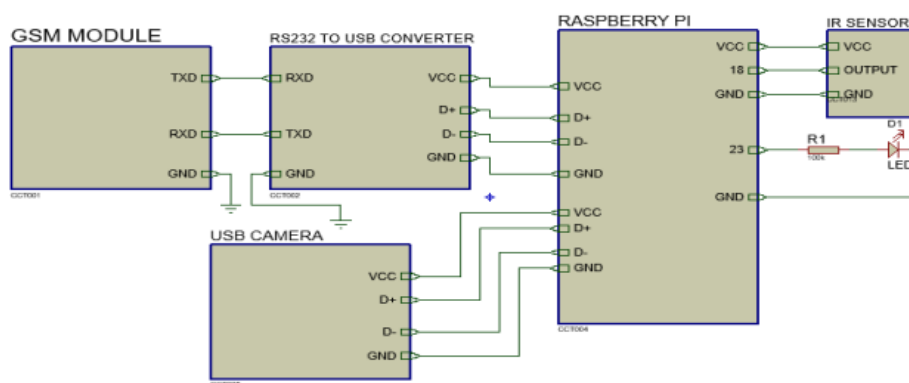 GSM MODULE
TXD
RXD
GND
CCT001
RS232 TO USB CONVERTER
RXD
TXD
GND
VCC
D+
D-
GND
CCT002
RASPBERRY PI
VCC
D+
D-
GND
VCC
D+
D-
GND
VCC
18
GND
23
GND
CCT004
IR SENSOR
VCC
OUTPUT
GND
R1
100k
D1
LED
USB CAMERA
VCC
D+
D-
GND